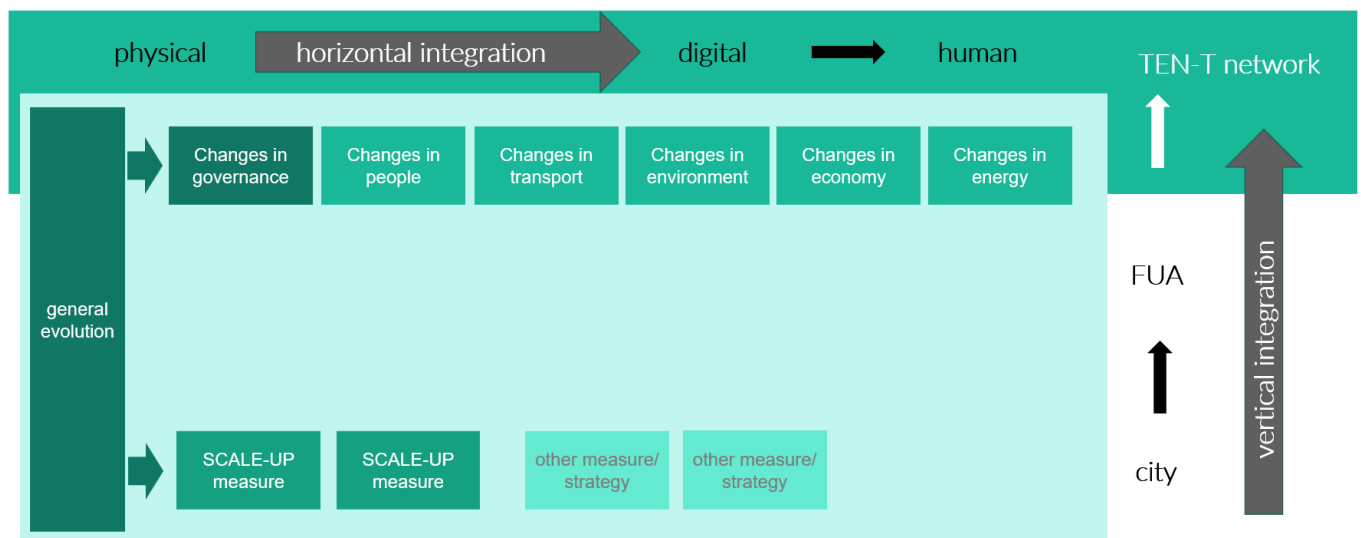 physical horizontal integration digital human
TEN-T network
Changes in
governance
Changes in
people
Changes in
transport
Changes in
environment
Changes in
economy
Changes in
energy
general
evolution
FUA
vertical integration
SCALE-UP
measure
SCALE-UP
measure
other measure/
strategy
other measure/
strategy
city